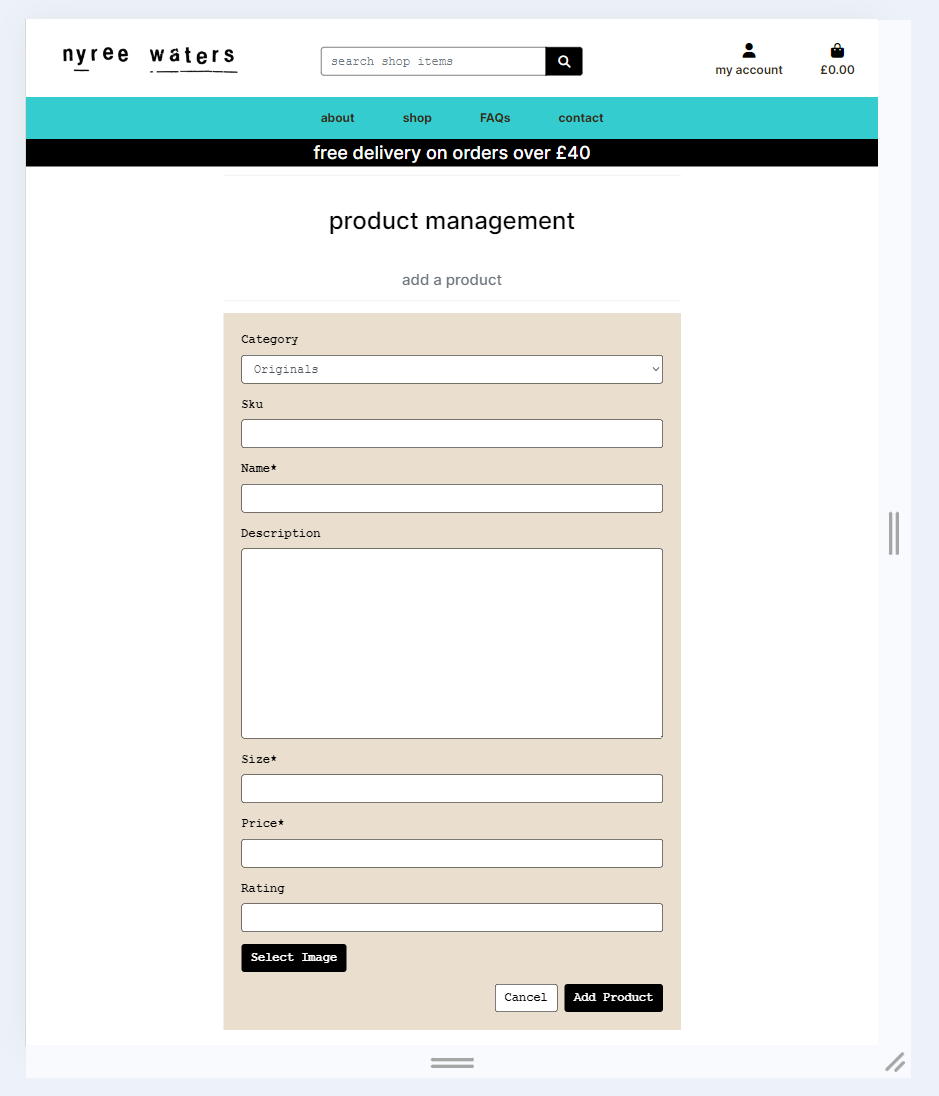 nyree waters
search shop items
my account
£0.00
about shop FAQs contact
free delivery on orders over £40
product management
add a product
Category
Originals
Sku
Name*
Description
Size*
Price*
Rating
Select Image
Cancel Add Product